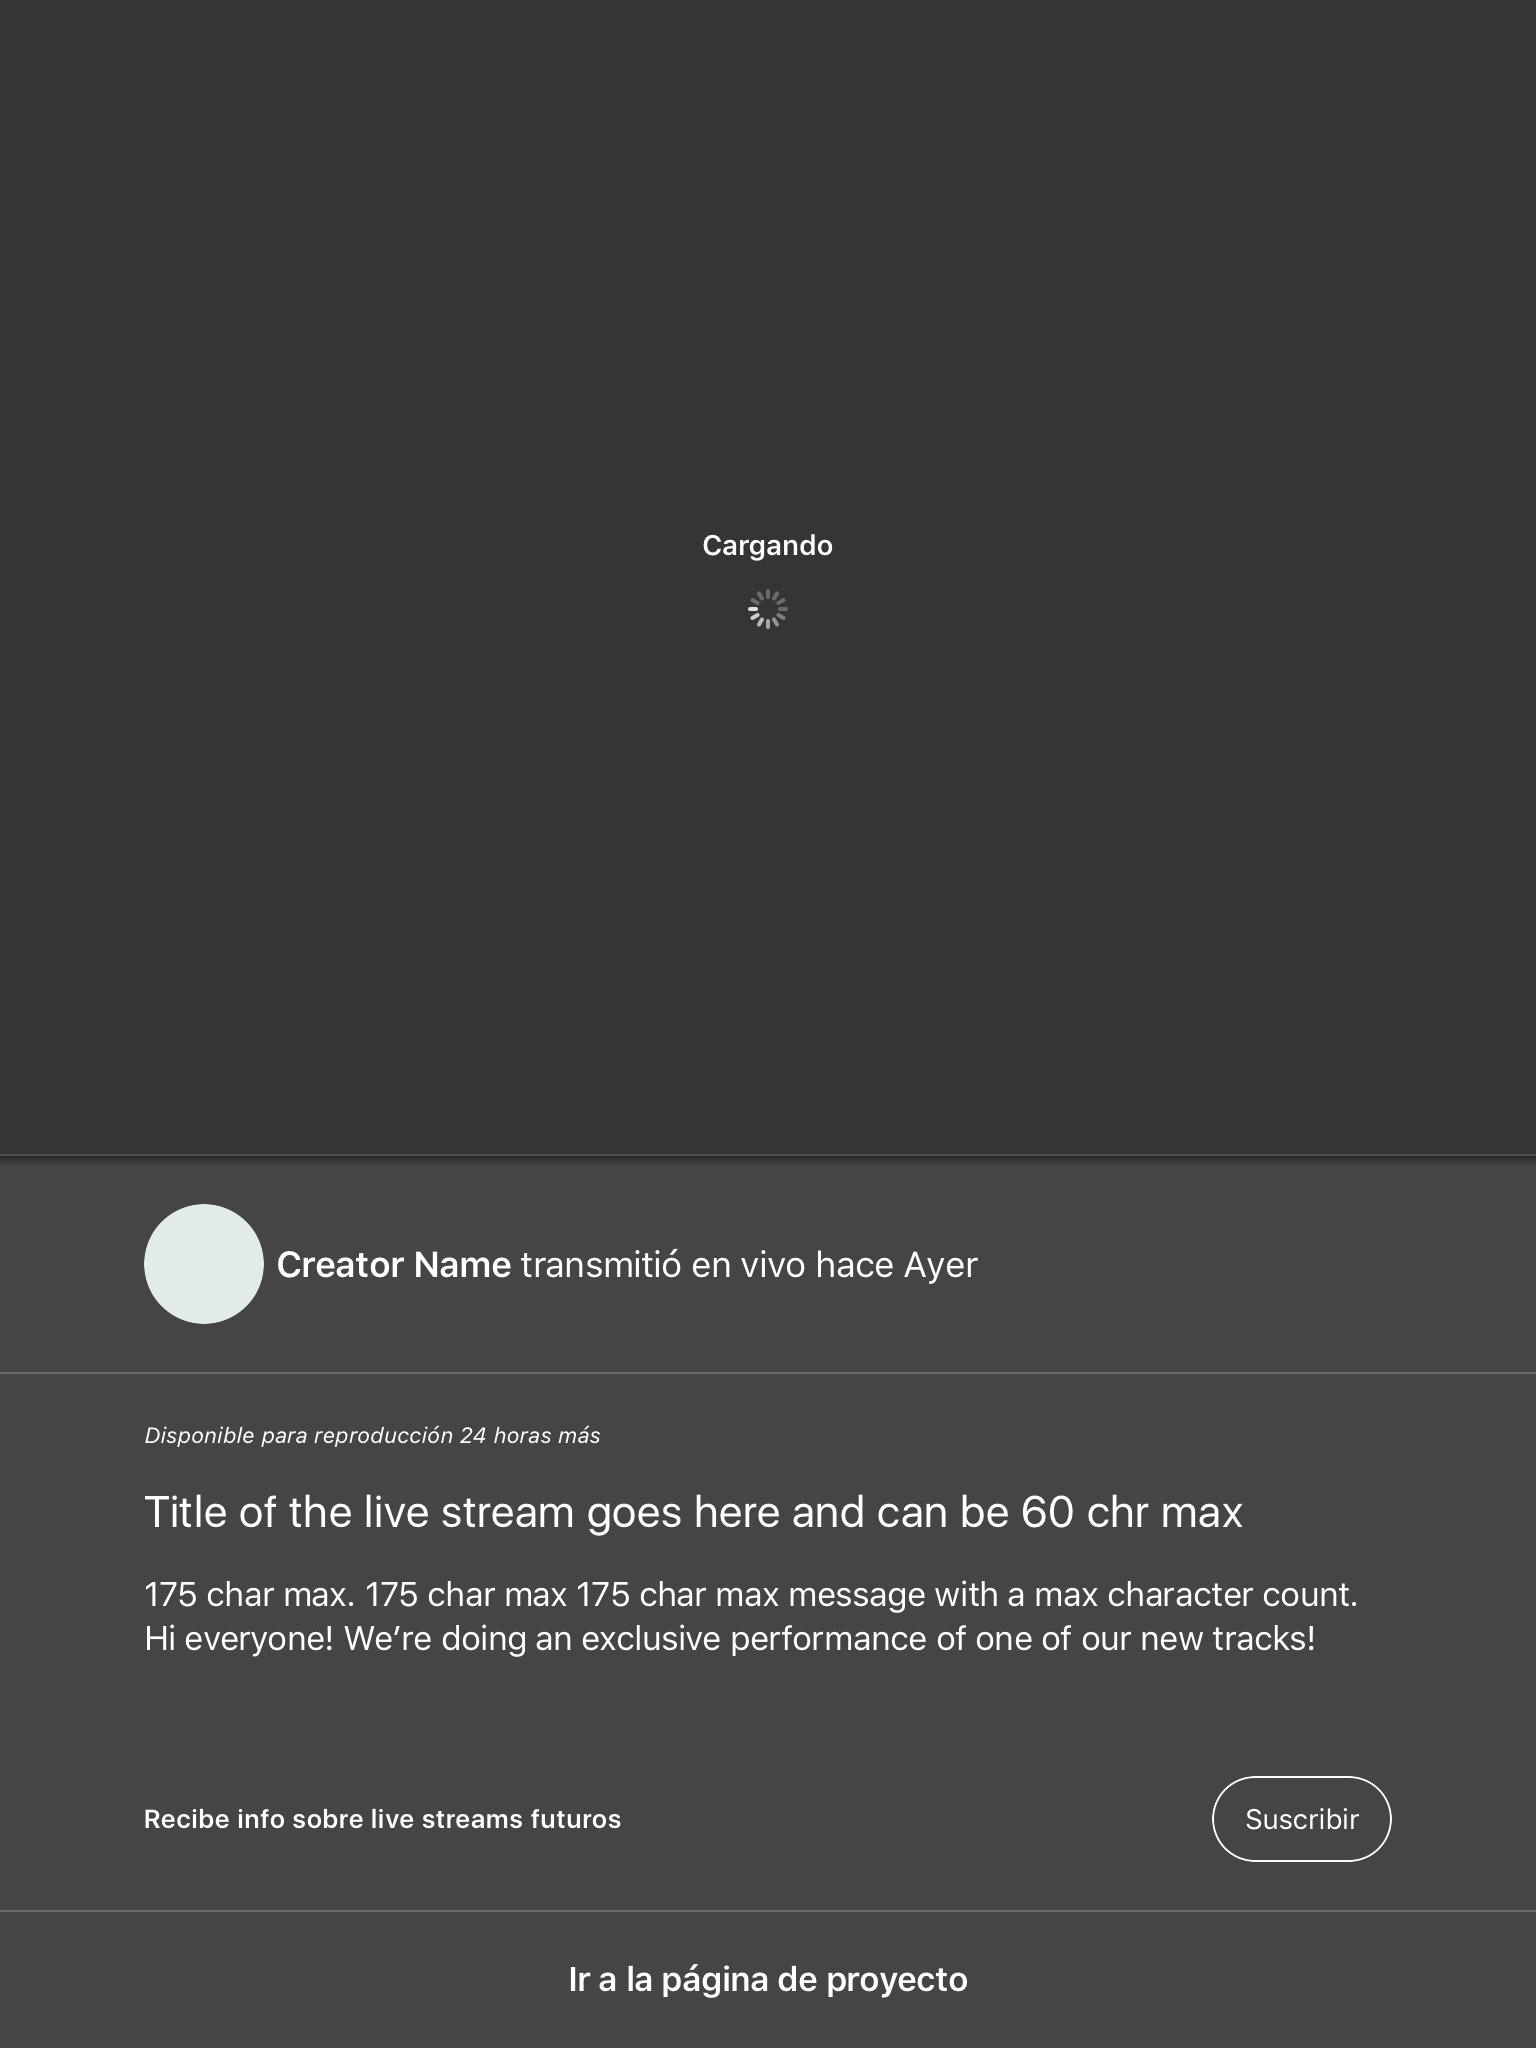 Cargando
Creator Name transmitió en vivo hace Ayer
Disponible para reproducción 24 horas más
Title of the live stream goes here and can be 60 chr max
175 char max. 175 char max 175 char max message with a max character count.
Hi everyone! We’re doing an exclusive performance of one of our new tracks!
Recibe info sobre live streams futuros
Suscribir
Ir a la página de proyecto